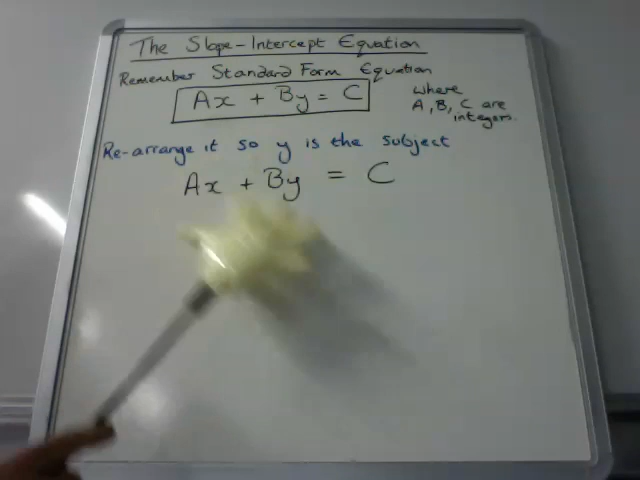 The Slope-Intercept Equation
Remember Standard Form Equation
Ax + By = C
where
A, B, C are
integers.
Re-arrange it so y is the subject
Ax + By = C